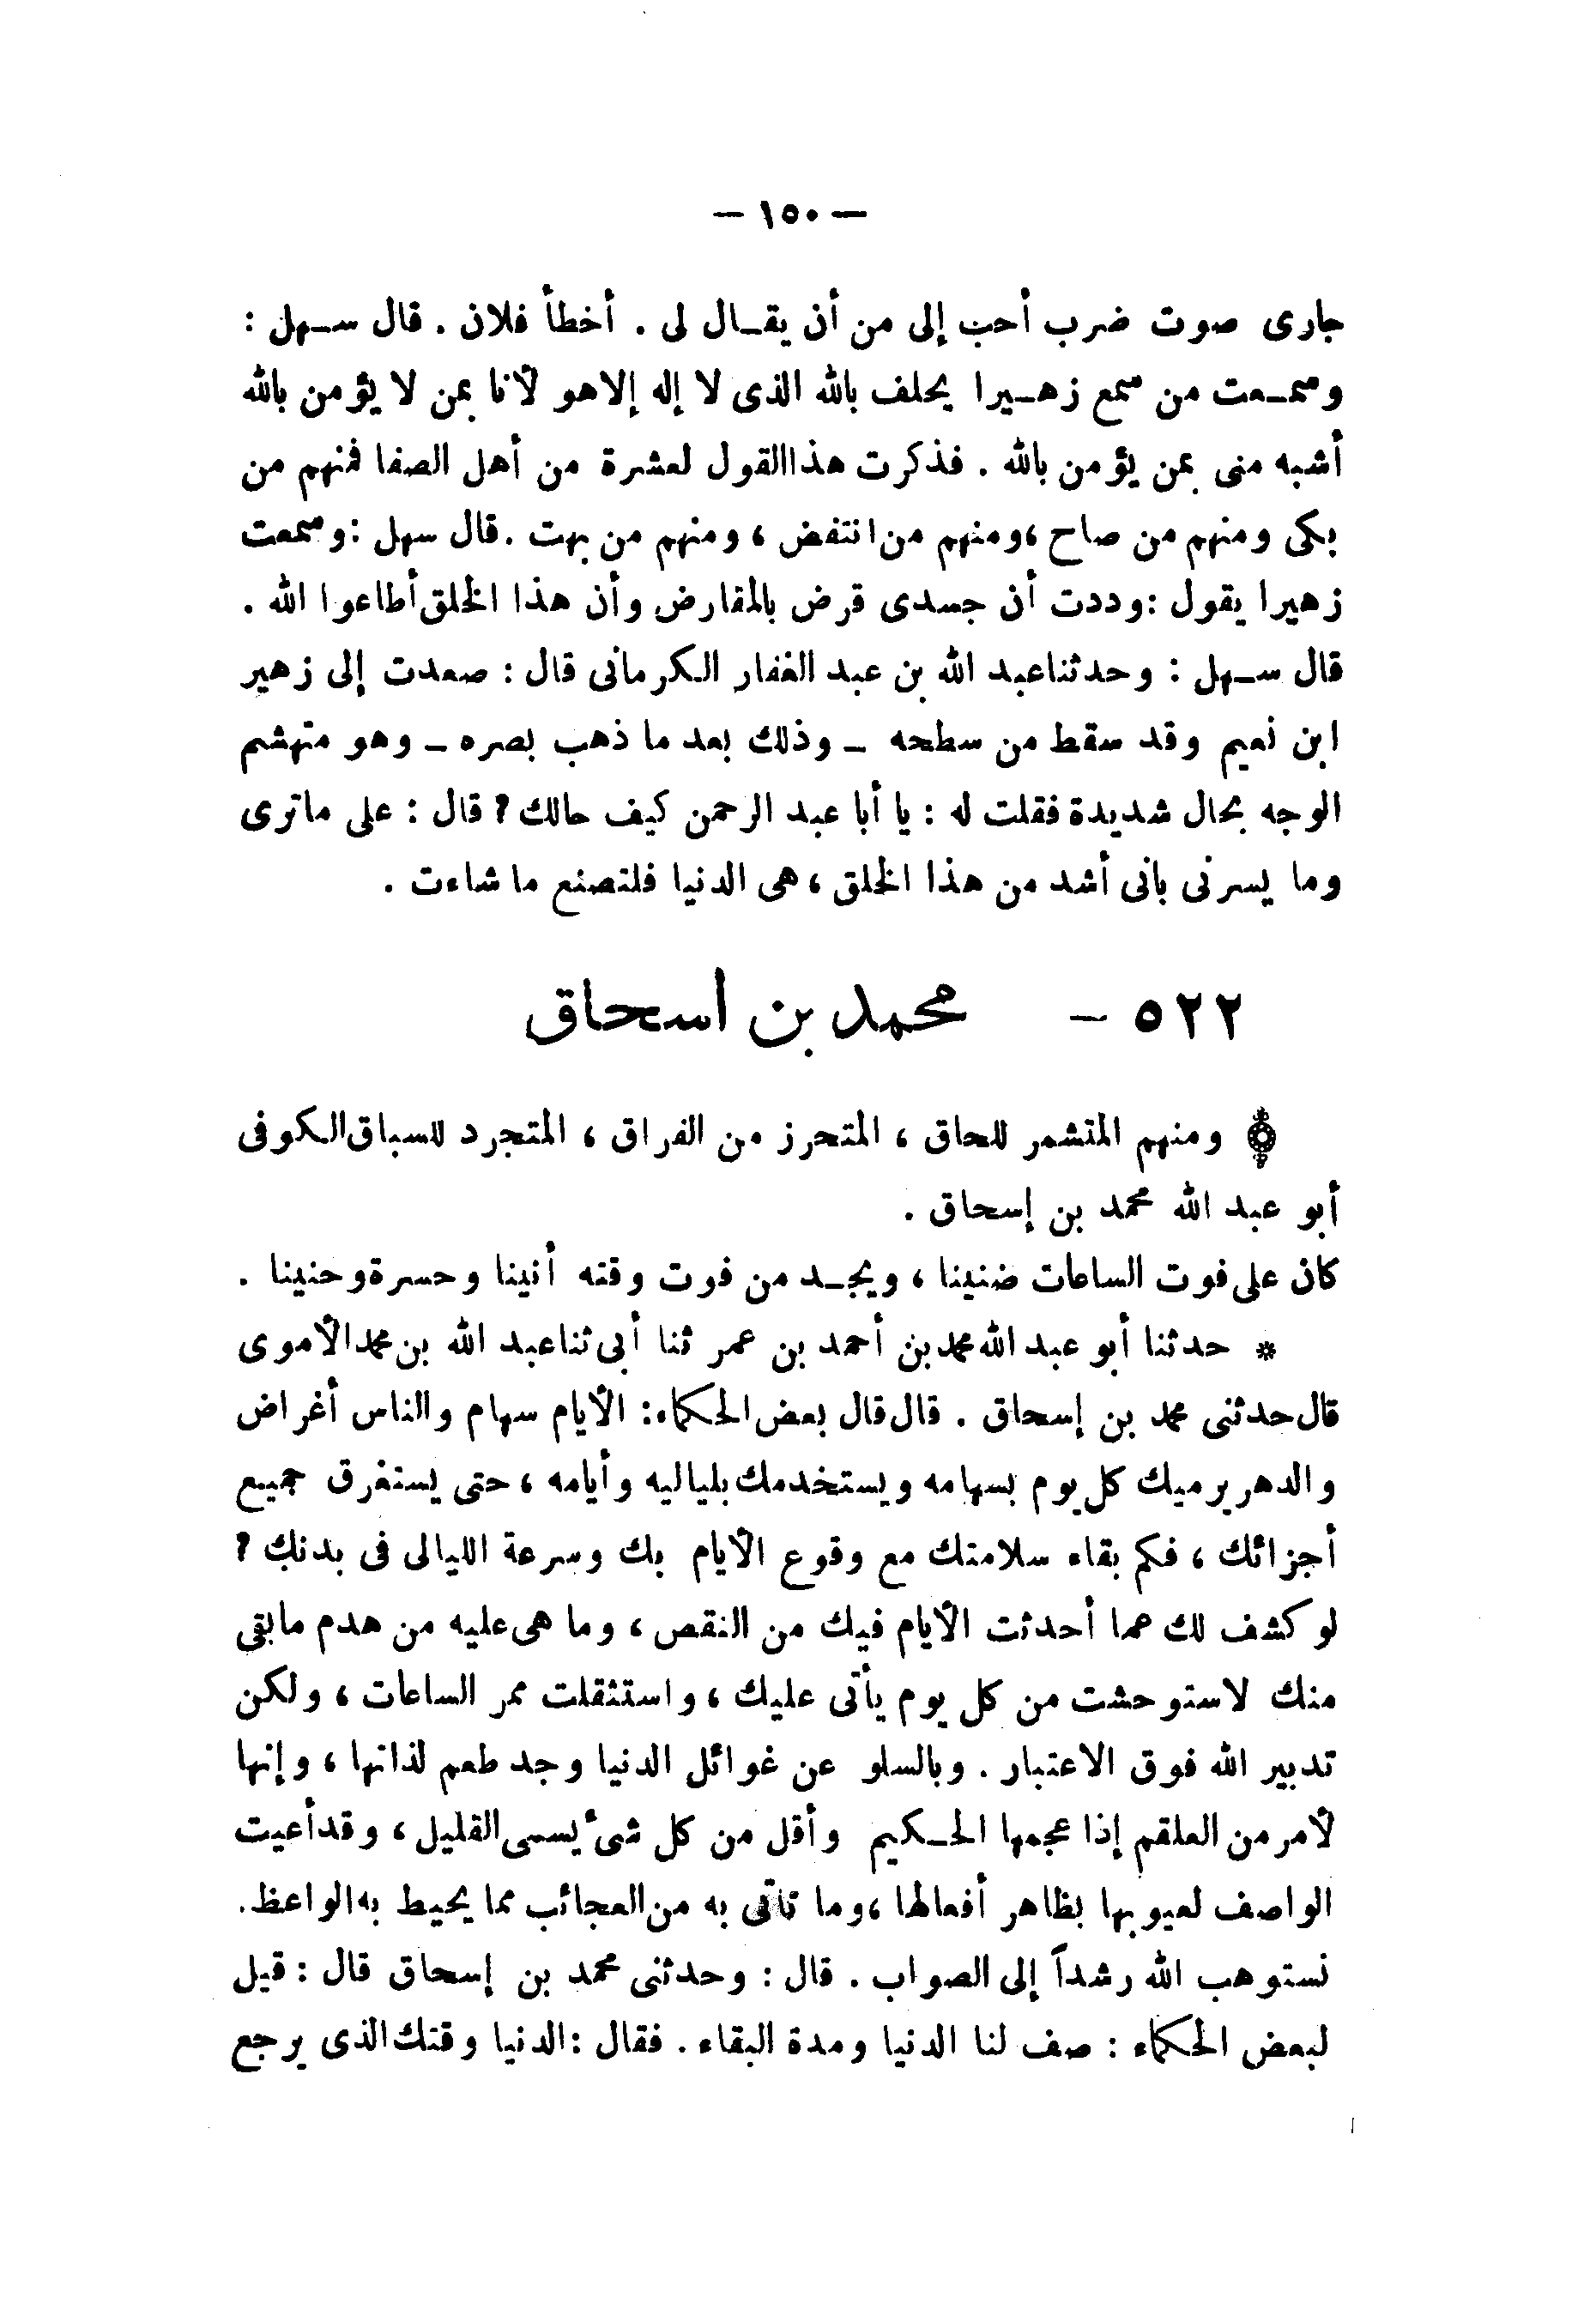 — ١٥٠ —
جارى صوت ضرب أحب إلى من أن يقـال لى . أخطأ فلان . قال سـهل :
وسمـعت من سمع زهـيرا يحلف بالله الذى لا إله إلا هو لأنا بمن لا يؤمن بالله
أشبه منى بمن يؤمن بالله . فذكرت هذا القول لعشرة من أهل الصفا فمنهم من
بكى ومنهم من صاح ، ومنهم من انتفض ، ومنهم من بهت . قال سهل : وسمعت
زهيرا يقول : وددت أن جسدى قرض بالمقارض وأن هذا الخلق أطاعوا الله .
قال سـهل : وحدثنا عبد الله بن عبد الغفار الكرمانى قال : صعدت إلى زهير
ابن نعيم وقد سقط من سطحه ــ وذلك بعد ما ذهب بصره ــ وهو متهشم
الوجه بحال شديدة فقلت له : يا أبا عبد الرحمن كيف حالك ؟ قال : على ماترى
وما يسرنى بانى أشد من هذا الخلق ، هى الدنيا فلتصنع ما شاءت .
٥٢٢ – محمد بن اسحاق
ومنهم المتشمر للحاق ، المتحرز من الفراق ، المتجرد للسباق الكوفى
أبو عبد الله محمد بن إسحاق .
كان على فوت الساعات ضنينا ، ويجـد من فوت وقته أنينا وحسرة وحنينا .
* حدثنا أبو عبد الله محمد بن أحمد بن عمر ثنا أبى ثنا عبد الله بن محمد الأموى
قال حدثنى محمد بن إسحاق . قال قال بعض الحكماء : الأيام سهام والناس أغراض
والدهر يرميك كل يوم بسهامه ويستخدمك بلياليه وأيامه ، حتى يستغرق جميع
أجزائك ، فكم بقاء سلامتك مع وقوع الأيام بك وسرعة الليالى فى بدنك ؟
لو كشف لك عما أحدثت الأيام فيك من النقص ، وما هى عليه من هدم مابقى
منك لاستوحشت من كل يوم يأتى عليك ، واستثقلت ممر الساعات ، ولكن
تدبير الله فوق الاعتبار . وبالسلو عن غوائل الدنيا وجد طعم لذاتها ، وإنها
لأمر من العلقم إذا عجمها الحـكيم وأقل من كل شىء يسمى القليل ، وقد أعيت
الواصف لعيوبها بظاهر أفعالها ، وما تأتى به من العجائب مما يحيط به الواعظ .
نستوهب الله رشداً إلى الصواب . قال : وحدثنى محمد بن إسحاق قال : قيل
لبعض الحكماء : صف لنا الدنيا ومدة البقاء . فقال : الدنيا وقتك الذى يرجع